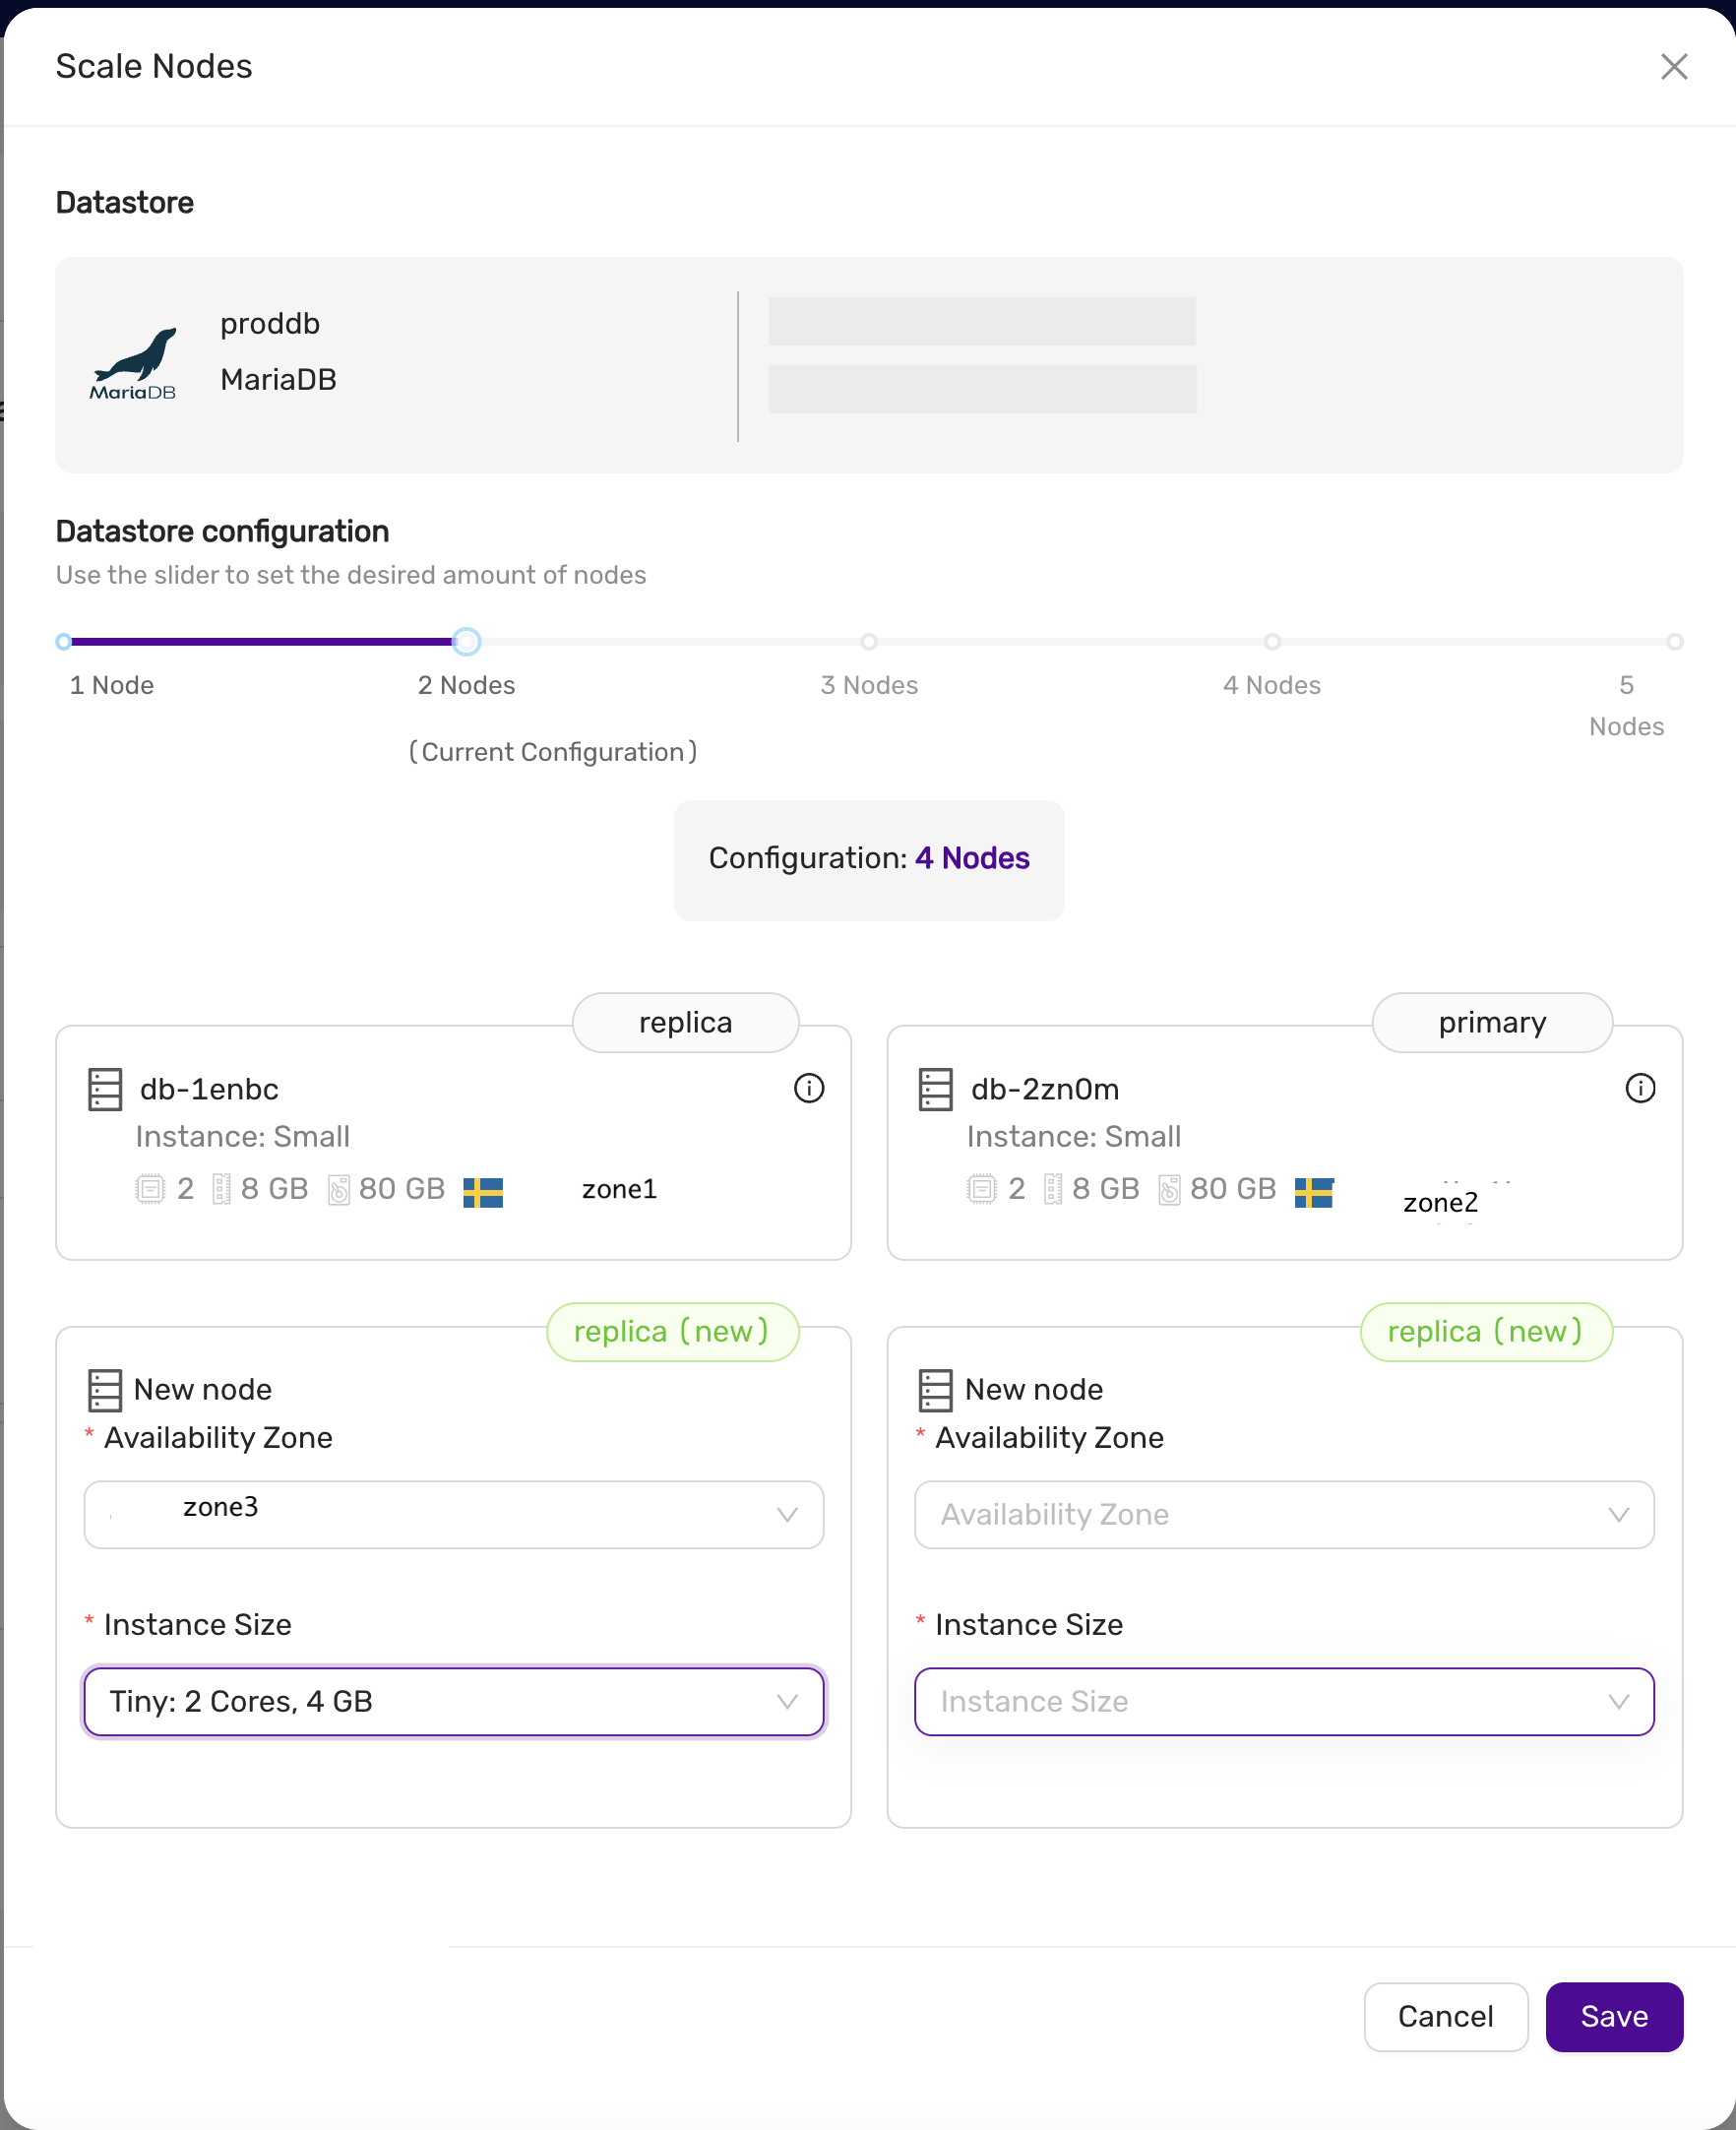 Scale Nodes
Datastore
proddb
MariaDB
MariaDB
Datastore configuration
Use the slider to set the desired amount of nodes
1 Node
2 Nodes
(Current Configuration)
3 Nodes
4 Nodes
5
Nodes
Configuration: 4 Nodes
replica
db-1enbc
Instance: Small
2 8 GB 80 GB zone1
primary
db-2zn0m
Instance: Small
2 8 GB 80 GB zone2
replica (new)
New node
* Availability Zone
zone3
* Instance Size
Tiny: 2 Cores, 4 GB
replica (new)
New node
* Availability Zone
Availability Zone
* Instance Size
Instance Size
Cancel
Save